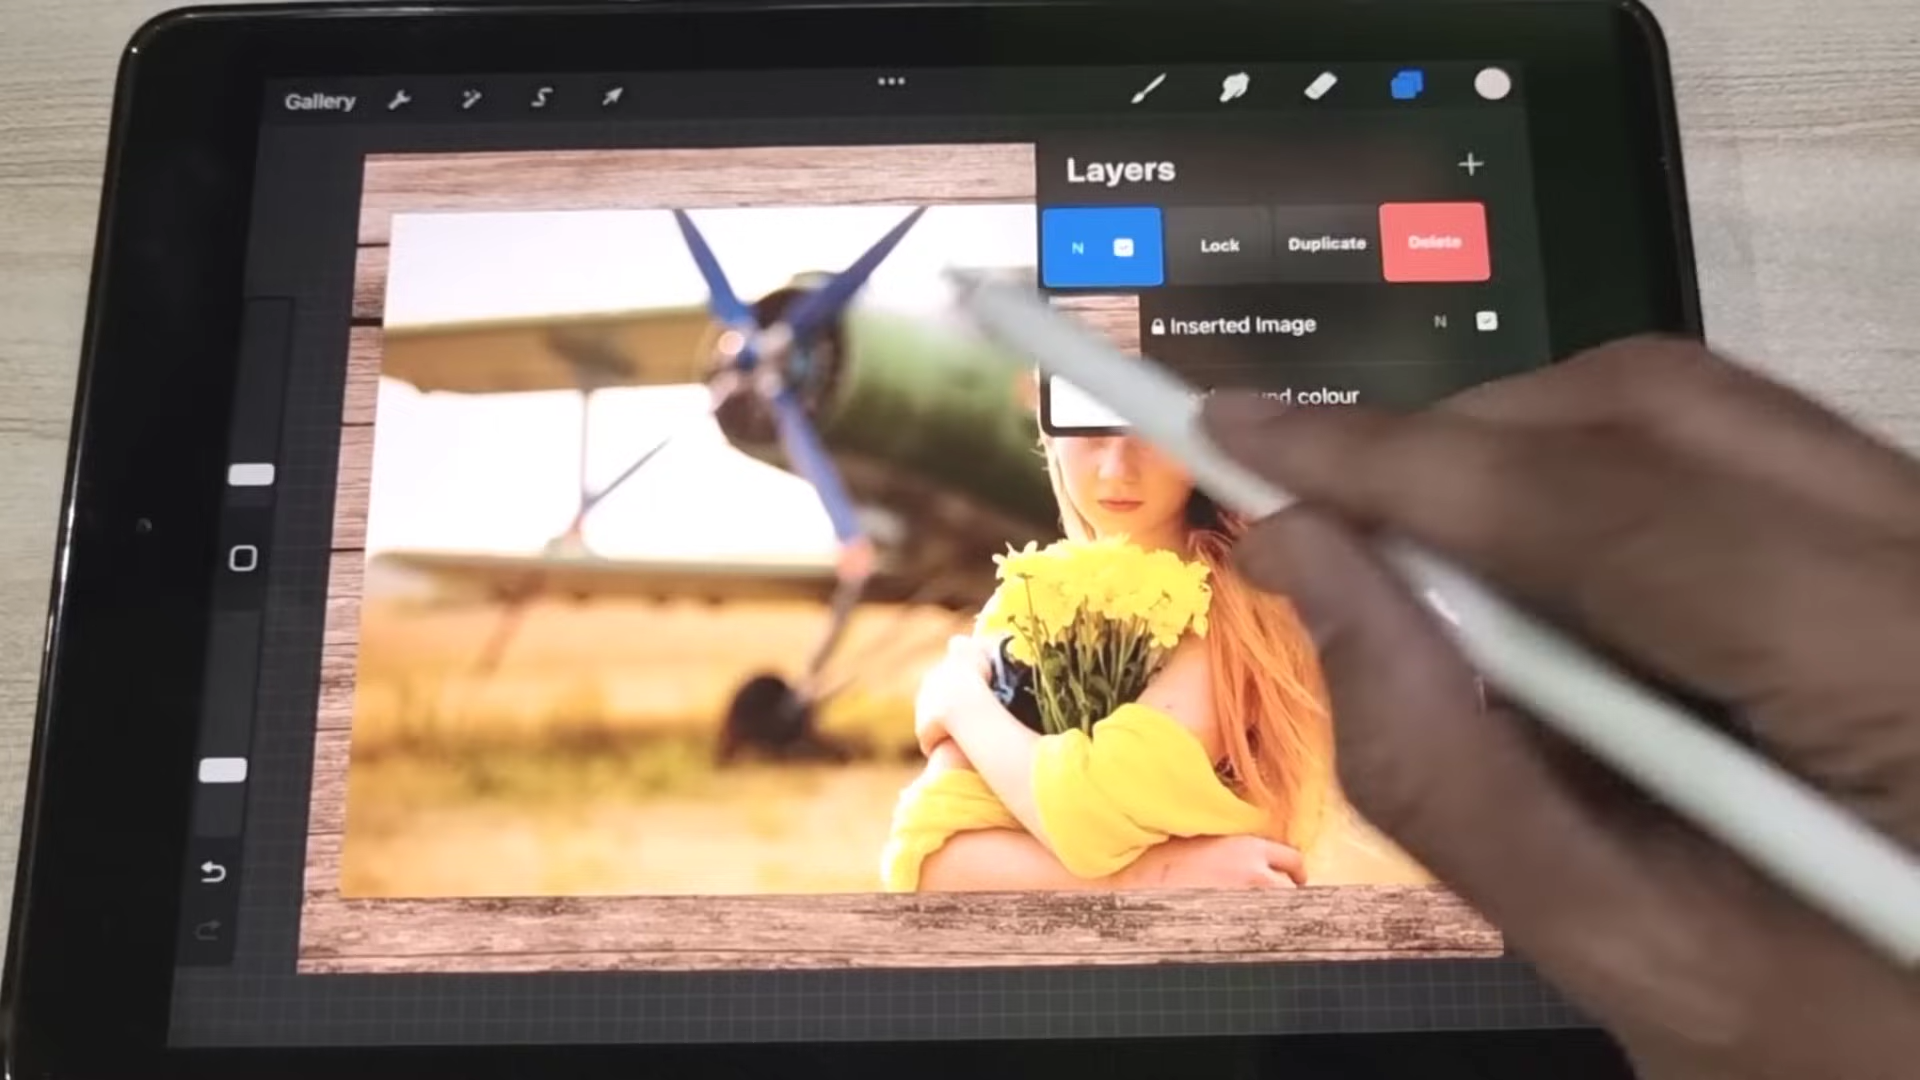 Gallery
Layers
N Lock Duplicate Delete
Inserted Image N
colour